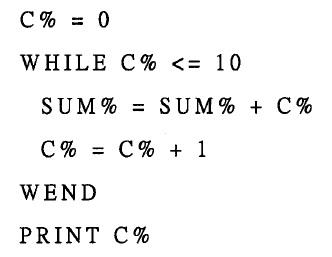 C% = 0
WHILE C% <= 10
SUM% = SUM% + C%
C% = C% + 1
WEND
PRINT C%